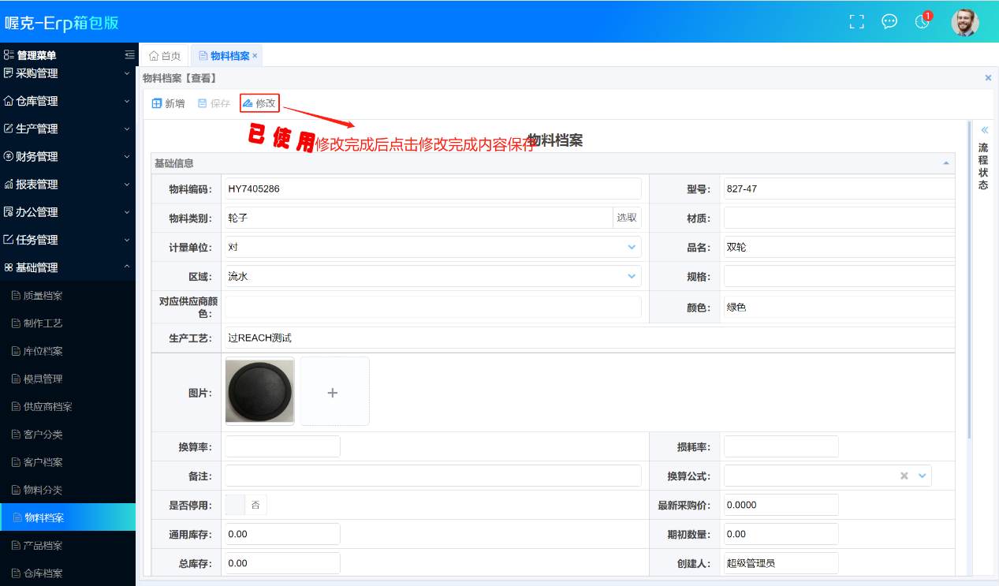 喔克-Erp箱包版
1
管理菜单
采购管理
仓库管理
生产管理
财务管理
报表管理
办公管理
任务管理
基础管理
质量档案
制作工艺
库位档案
模具管理
供应商档案
客户分类
客户档案
物料分类
物料档案
产品档案
仓库档案
首页
物料档案 ×
物料档案【查看】 ×
新增
保存
修改
已使用
修改完成后点击修改完成内容保存
物料档案
基础信息
物料编码: HY7405286 型号: 827-47
物料类别: 轮子 选取 材质:
计量单位: 对 品名: 双轮
区域: 流水 规格:
对应供应商颜
色: 颜色: 绿色
生产工艺: 过REACH测试
图片: +
换算率: 损耗率:
备注: 换算公式:
是否停用: 否 最新采购价: 0.0000
通用库存: 0.00 期初数量: 0.00
总库存: 0.00 创建人: 超级管理员
流
程
状
态